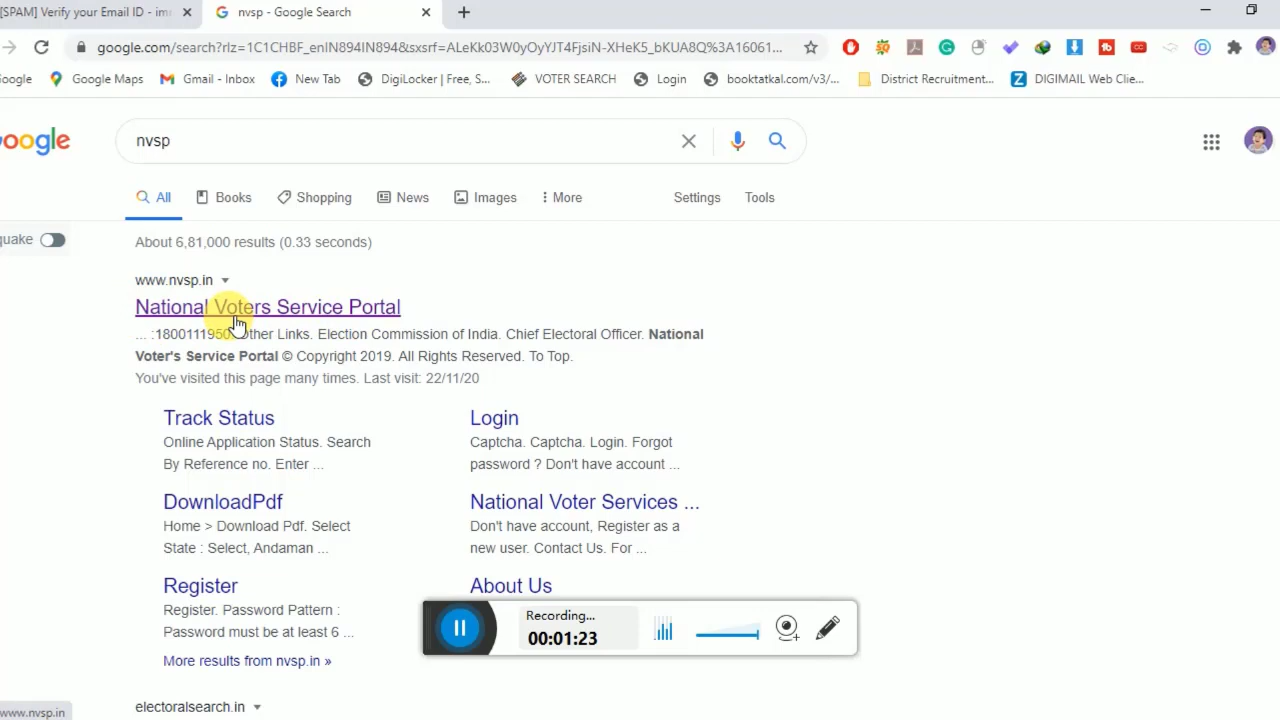 [SPAM] Verify your Email ID - im
nvsp - Google Search
google.com/search?rlz=1C1CHBF_enIN894IN894&sxsrf=ALeKk03W0yOyYJT4FjsiN-XHeK5_bKUA8Q%3A16061...
oogle
Google Maps
Gmail - Inbox
New Tab
DigiLocker | Free, S...
VOTER SEARCH
Login
booktatkal.com/v3/...
District Recruitment...
DIGIMAIL Web Clie...
oogle
nvsp
All
Books
Shopping
News
Images
More
Settings
Tools
quake
About 6,81,000 results (0.33 seconds)
www.nvsp.in
National Voters Service Portal
... :1800111950. Other Links. Election Commission of India. Chief Electoral Officer. National
Voter's Service Portal © Copyright 2019. All Rights Reserved. To Top.
You've visited this page many times. Last visit: 22/11/20
Track Status
Online Application Status. Search
By Reference no. Enter ...
Login
Captcha. Captcha. Login. Forgot
password ? Don't have account ...
DownloadPdf
Home > Download Pdf. Select
State : Select, Andaman ...
National Voter Services ...
Don't have account, Register as a
new user. Contact Us. For ...
Register
Register. Password Pattern :
Password must be at least 6 ...
About Us
Recording...
00:01:23
More results from nvsp.in »
electoralsearch.in
www.nvsp.in